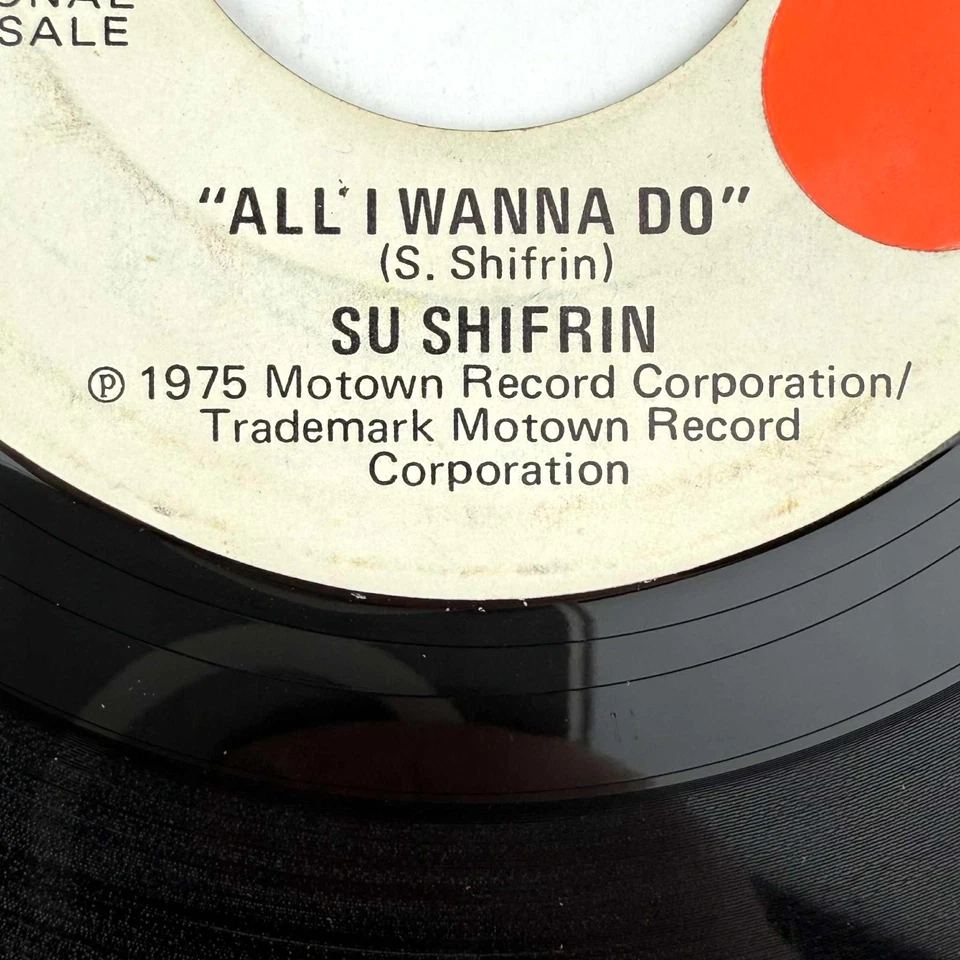 SALE
“ALL I WANNA DO”
(S. Shifrin)
SU SHIFRIN
℗ 1975 Motown Record Corporation/
Trademark Motown Record
Corporation